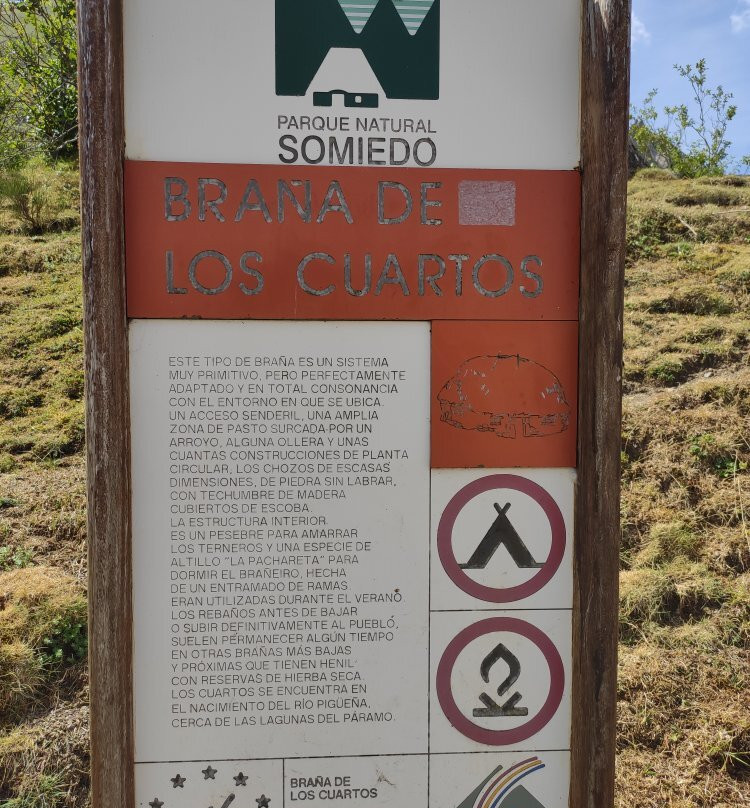 PARQUE NATURAL
SOMIEDO
BRAÑA DE
LOS CUARTOS
ESTE TIPO DE BRAÑA ES UN SISTEMA
MUY PRIMITIVO, PERO PERFECTAMENTE
ADAPTADO Y EN TOTAL CONSONANCIA
CON EL ENTORNO EN QUE SE UBICA.
UN ACCESO SENDERIL, UNA AMPLIA
ZONA DE PASTO SURCADA POR UN
ARROYO, ALGUNA OLLERA Y UNAS
CUANTAS CONSTRUCCIONES DE PLANTA
CIRCULAR, LOS CHOZOS DE ESCASAS
DIMENSIONES, DE PIEDRA SIN LABRAR,
CON TECHUMBRE DE MADERA
CUBIERTOS DE ESCOBA.
LA ESTRUCTURA INTERIOR
ES UN PESEBRE PARA AMARRAR
LOS TERNEROS Y UNA ESPECIE DE
ALTILLO "LA PACHARETA" PARA
DORMIR EL BRAÑEIRO, HECHA
DE UN ENTRAMADO DE RAMAS
ERAN UTILIZADAS DURANTE EL VERANO.
LOS REBAÑOS ANTES DE BAJAR
O SUBIR DEFINITIVAMENTE AL PUEBLO,
SUELEN PERMANECER ALGÚN TIEMPO
EN OTRAS BRAÑAS MÁS BAJAS
Y PRÓXIMAS QUE TIENEN HENIL
CON RESERVAS DE HIERBA SECA.
LOS CUARTOS SE ENCUENTRA EN
EL NACIMIENTO DEL RÍO PIGÜEÑA,
CERCA DE LAS LAGUNAS DEL PÁRAMO.
BRAÑA DE
LOS CUARTOS